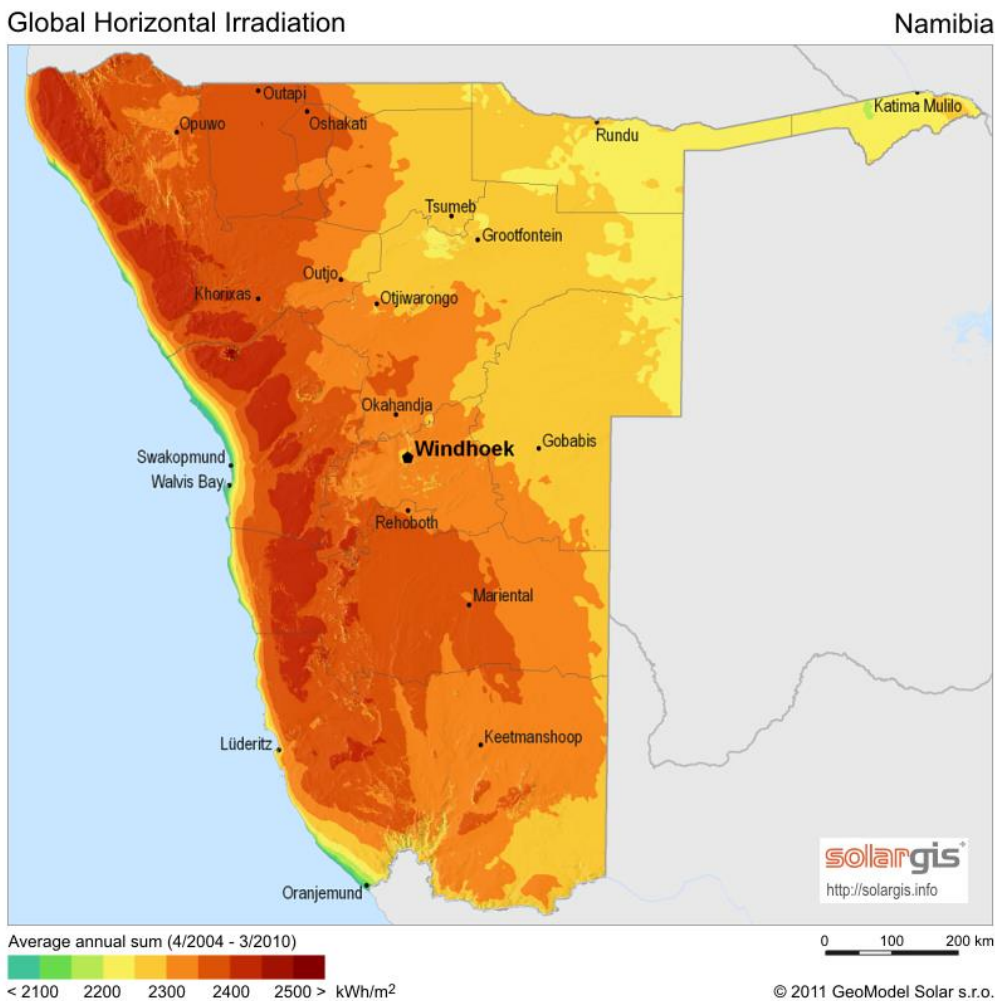 Global Horizontal Irradiation
Namibia
Outapi
Oshakati
Opuwo
Katima Mulilo
Rundu
Tsumeb
Grootfontein
Outjo
Otjiwarongo
Khorixas
Okahandja
Windhoek
Gobabis
Swakopmund
Walvis Bay
Rehoboth
Mariental
Lüderitz
Keetmanshoop
Oranjemund
solargis+
http://solargis.info
Average annual sum (4/2004 - 3/2010)
< 2100 2200 2300 2400 2500 > kWh/m²
0 100 200 km
© 2011 GeoModel Solar s.r.o.